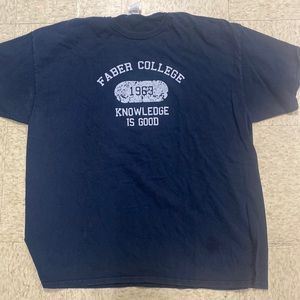 FABER COLLEGE
1963
KNOWLEDGE
IS GOOD